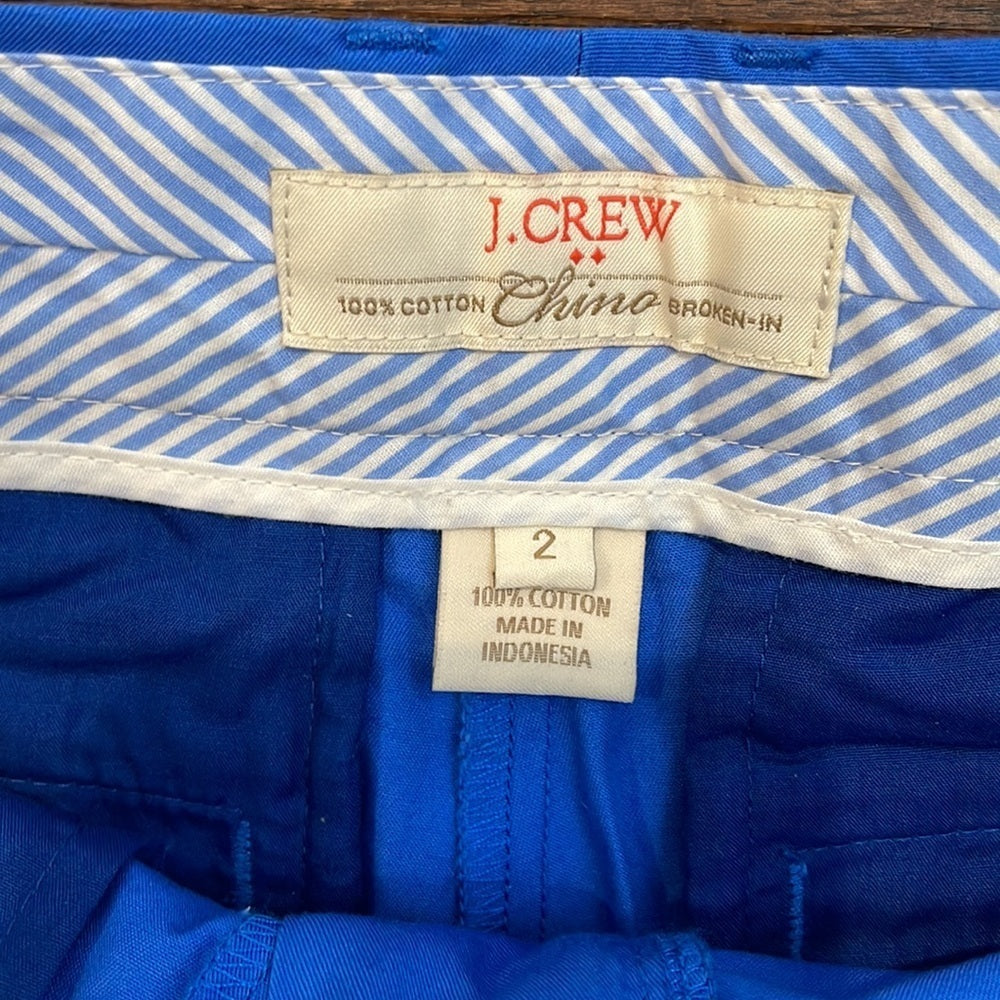 J.CREW
100% COTTON Chino BROKEN-IN
2
100% COTTON
MADE IN
INDONESIA